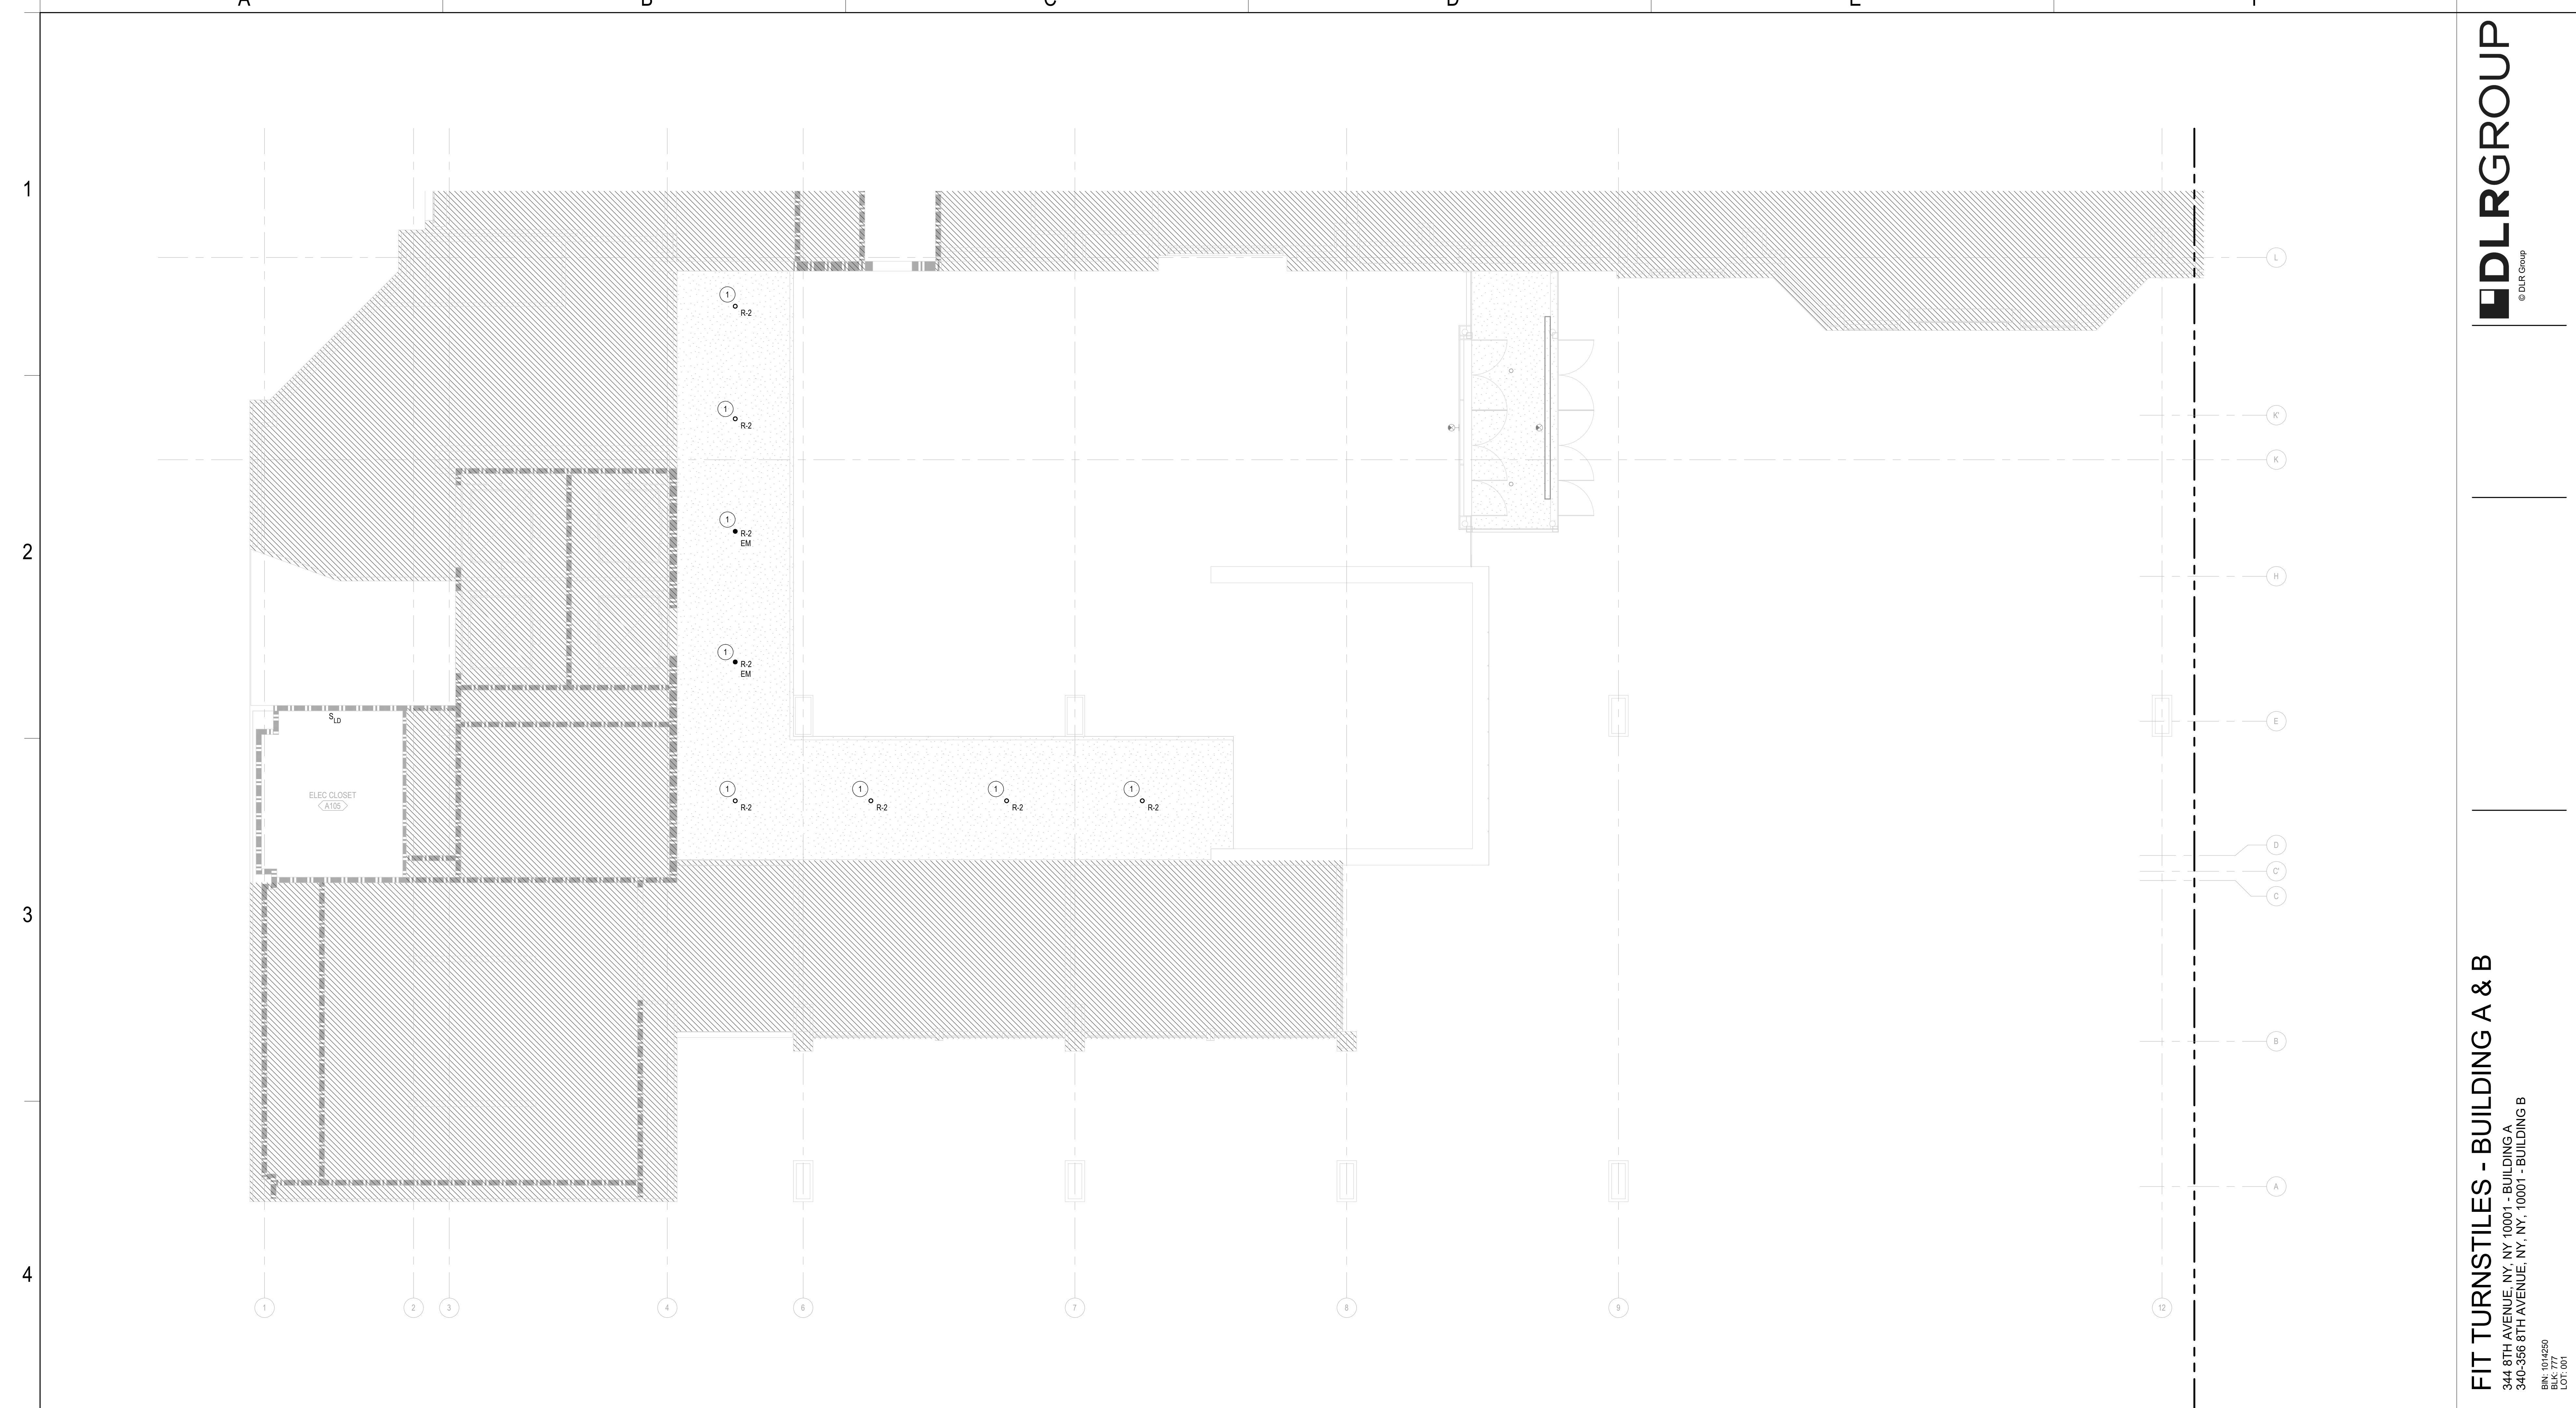 A B C D E F
1
2
3
4
DLRGROUP
© DLR Group
L
K'
K
H
E
D
C'
C
B
A
1
R-2
1
R-2
1
R-2
EM
1
R-2
EM
S LD
ELEC CLOSET
A105
1
R-2
1
R-2
1
R-2
1
R-2
1 2 3 4 6 7 8 9 12
FIT TURNSTILES - BUILDING A & B
344 8TH AVENUE, NY, NY 10001 - BUILDING A
340-356 8TH AVENUE, NY, NY, 10001 - BUILDING B
BIN: 1014250
BLK: 777
LOT: 001